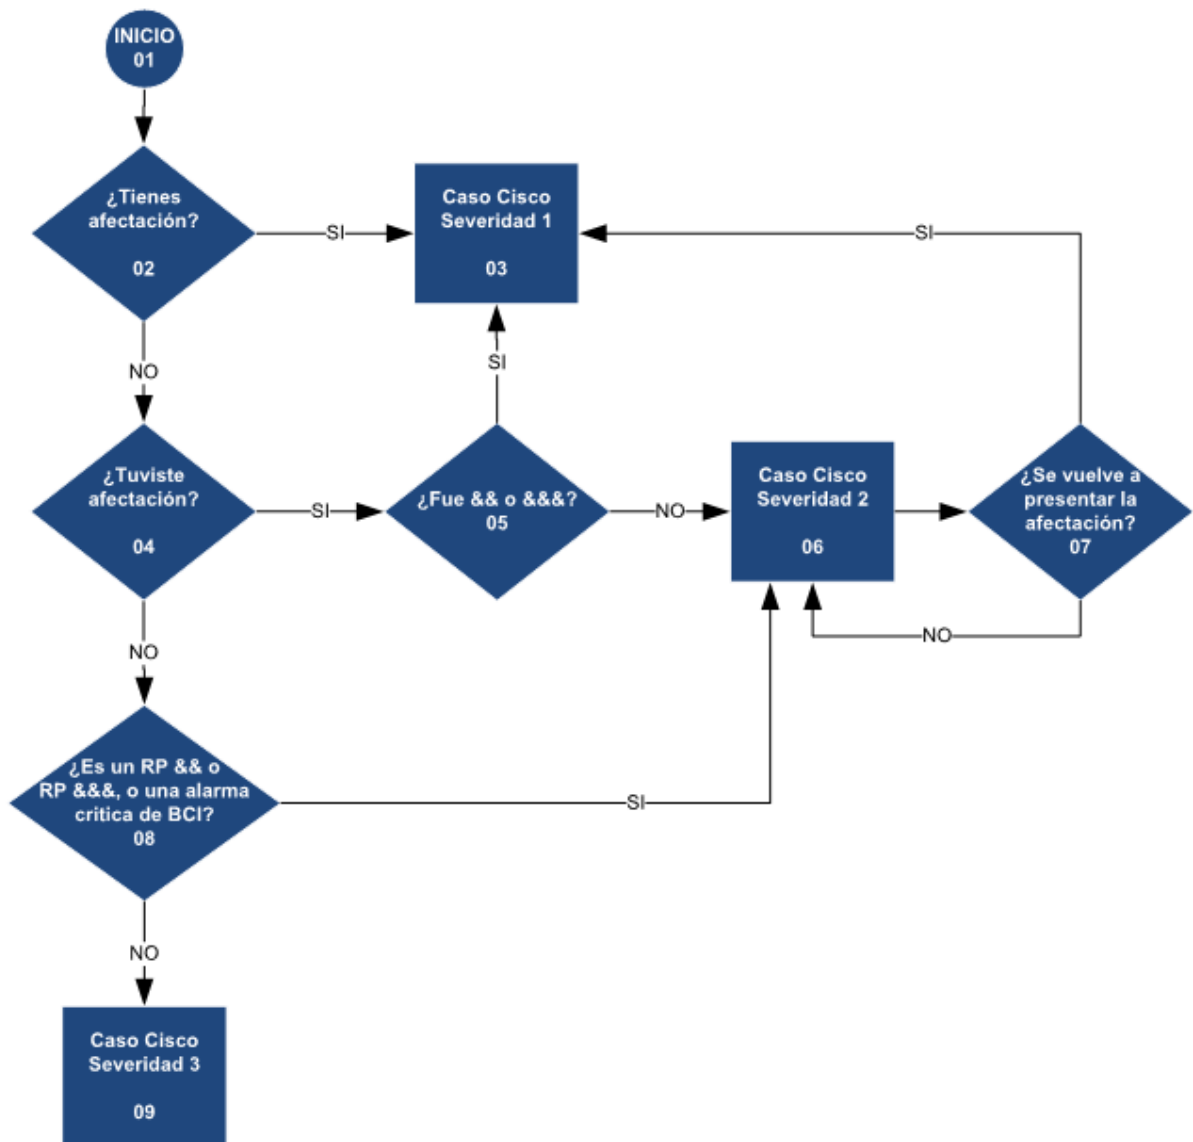 INICIO
01
¿Tienes
afectación?
02
SI
Caso Cisco
Severidad 1
03
SI
NO
SI
¿Tuviste
afectación?
04
SI
¿Fue && o &&&?
05
NO
Caso Cisco
Severidad 2
06
¿Se vuelve a
presentar la
afectación?
07
NO
NO
¿Es un RP && o
RP &&&, o una alarma
critica de BCI?
08
SI
NO
Caso Cisco
Severidad 3
09